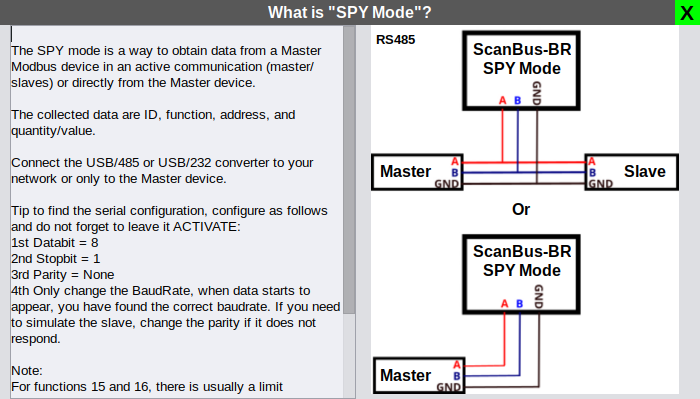 What is "SPY Mode"?
X
The SPY mode is a way to obtain data from a Master
Modbus device in an active communication (master/
slaves) or directly from the Master device.
The collected data are ID, function, address, and
quantity/value.
Connect the USB/485 or USB/232 converter to your
network or only to the Master device.
Tip to find the serial configuration, configure as follows
and do not forget to leave it ACTIVATE:
1st Databit = 8
2nd Stopbit = 1
3rd Parity = None
4th Only change the BaudRate, when data starts to
appear, you have found the correct baudrate. If you need
to simulate the slave, change the parity if it does not
respond.
Note:
For functions 15 and 16, there is usually a limit
RS485
ScanBus-BR
SPY Mode
A B GND
Master
A
B
GND
A
B
GND
Slave
Or
ScanBus-BR
SPY Mode
A B GND
Master
A
B
GND